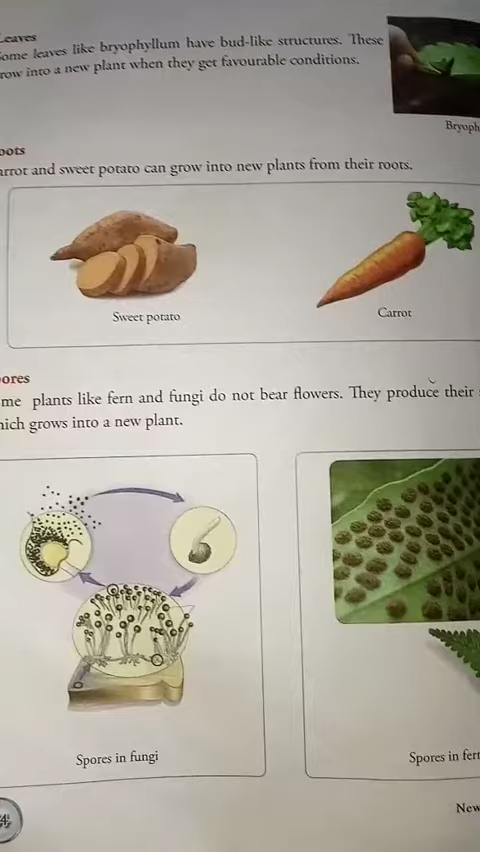 Leaves
Some leaves like bryophyllum have bud-like structures. These
row into a new plant when they get favourable conditions.
Bryoph
oots
arrot and sweet potato can grow into new plants from their roots.
Sweet potato
Carrot
ores
me plants like fern and fungi do not bear flowers. They produce their
hich grows into a new plant.
Spores in fungi
Spores in fern
New
4